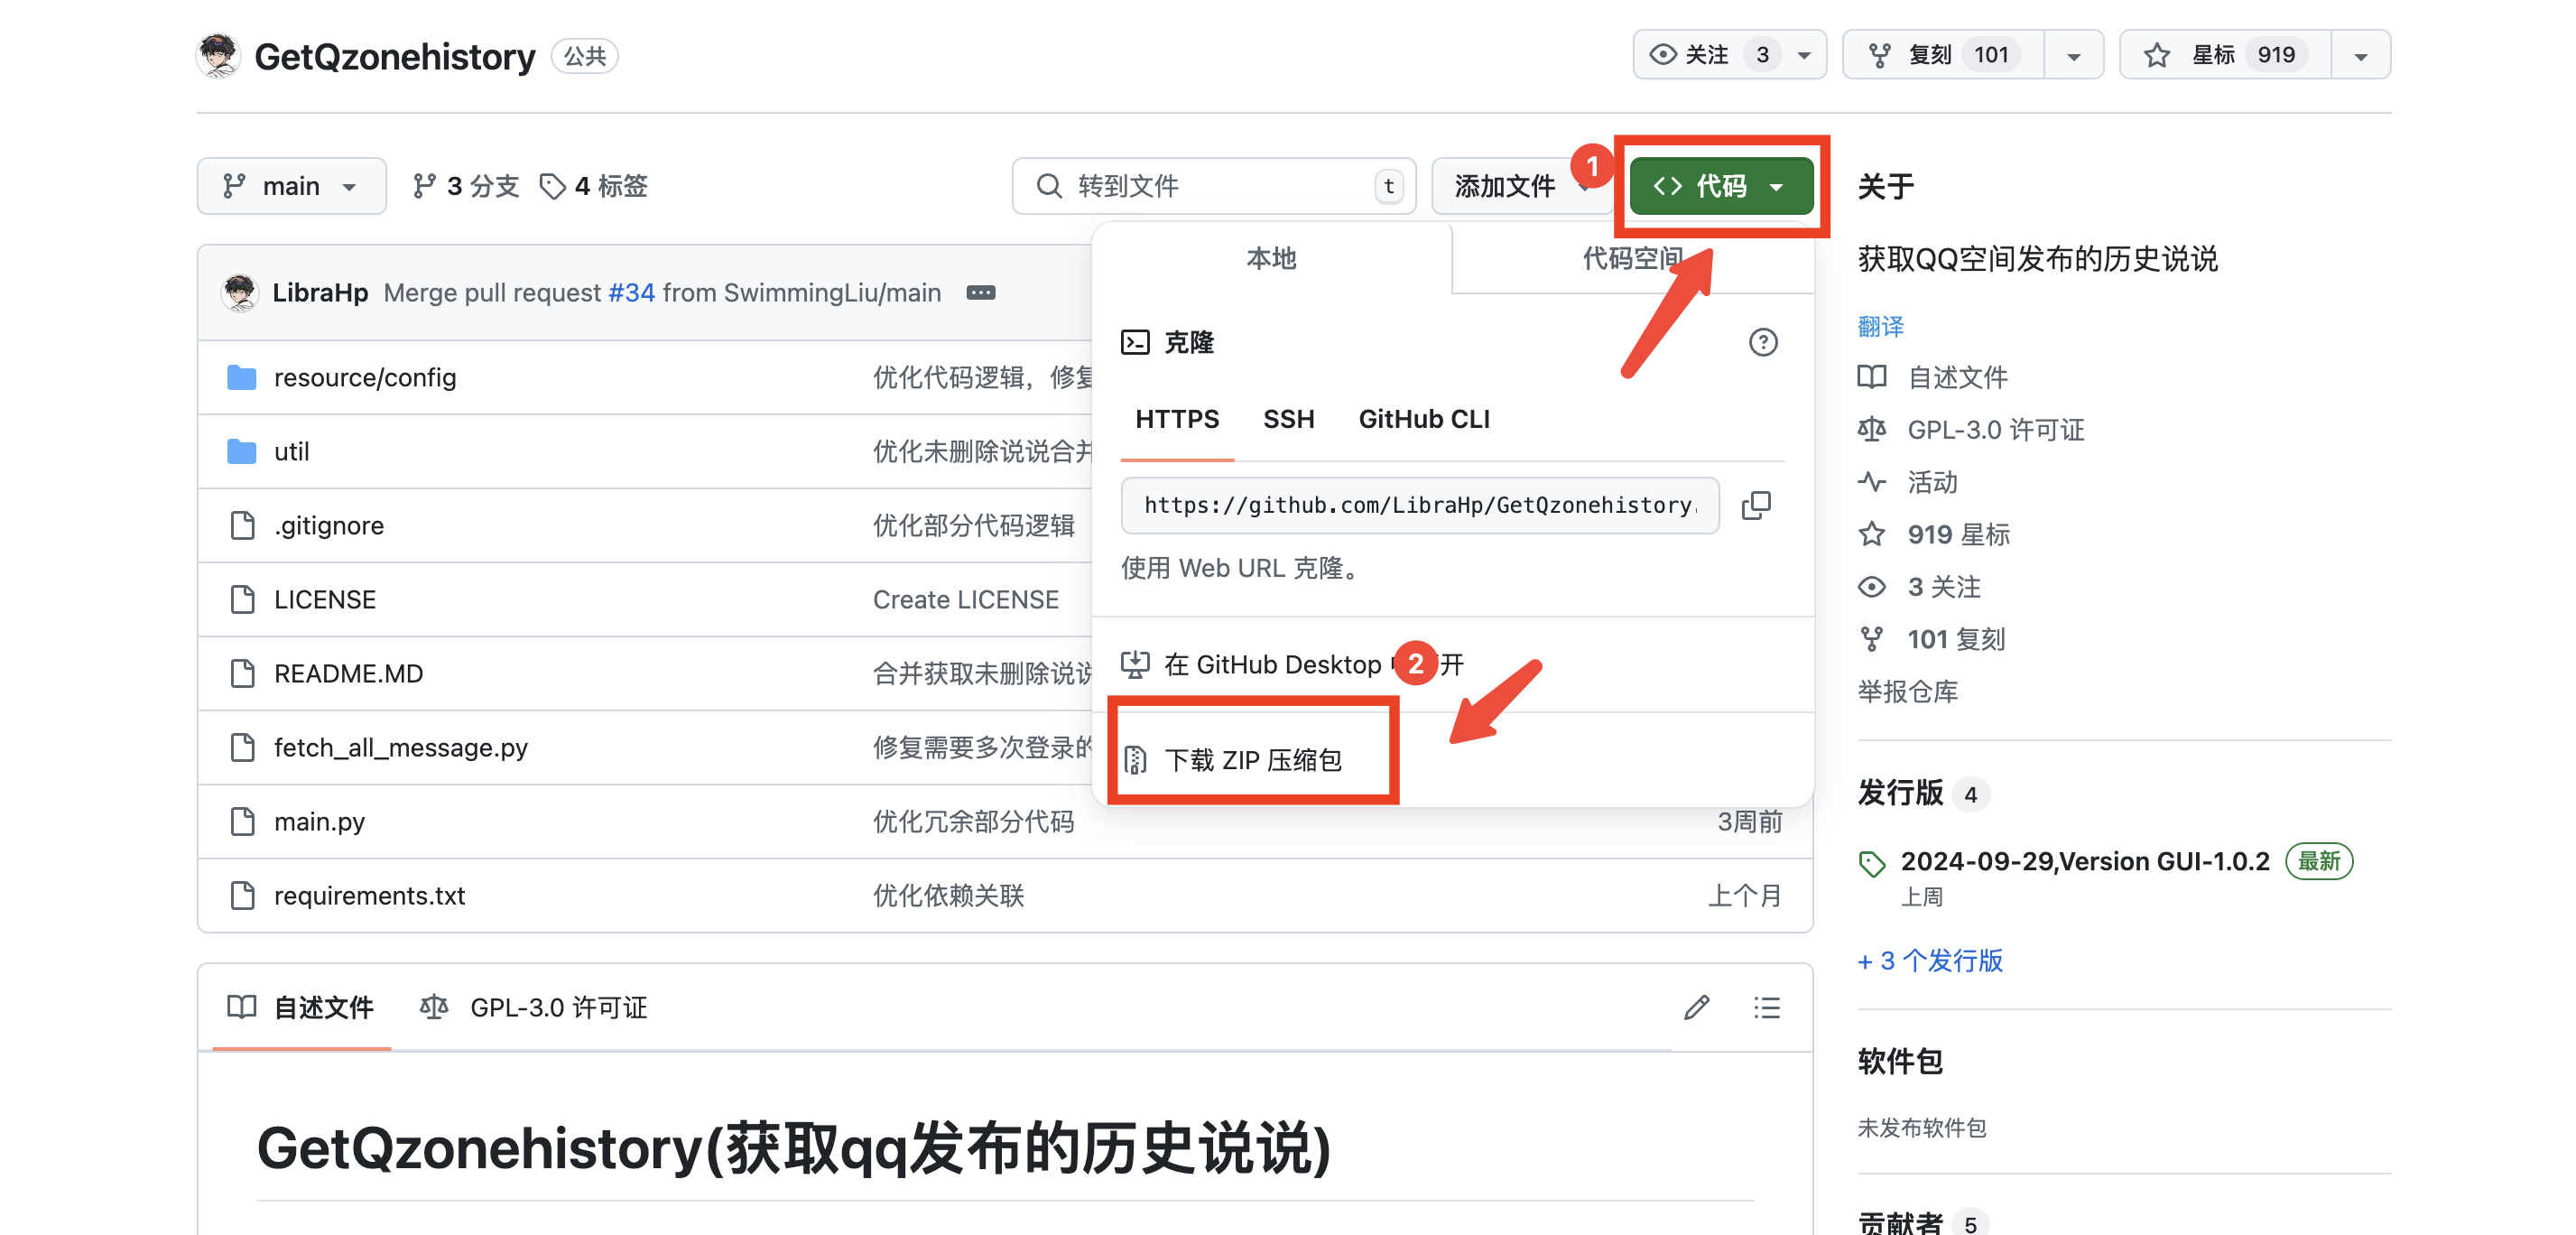 GetQzonehistory 公共
关注 3
复刻 101
星标 919
main
3 分支
4 标签
转到文件 t
添加文件
1
代码
LibraHp Merge pull request #34 from SwimmingLiu/main
resource/config 优化代码逻辑，修
util 优化未删除说说合
.gitignore 优化部分代码逻辑
LICENSE Create LICENSE
README.MD 合并获取未删除说
fetch_all_message.py 修复需要多次登录
main.py 优化冗余部分代码 3周前
requirements.txt 优化依赖关联 上个月
本地
代码空间
克隆
HTTPS SSH GitHub CLI
https://github.com/LibraHp/GetQzonehistory.
使用 Web URL 克隆。
在 GitHub Desktop 开
2
下载 ZIP 压缩包
关于
获取QQ空间发布的历史说说
翻译
自述文件
GPL-3.0 许可证
活动
919 星标
3 关注
101 复刻
举报仓库
发行版 4
2024-09-29,Version GUI-1.0.2 最新
上周
+ 3 个发行版
软件包
未发布软件包
贡献者 5
自述文件 GPL-3.0 许可证
GetQzonehistory(获取qq发布的历史说说)